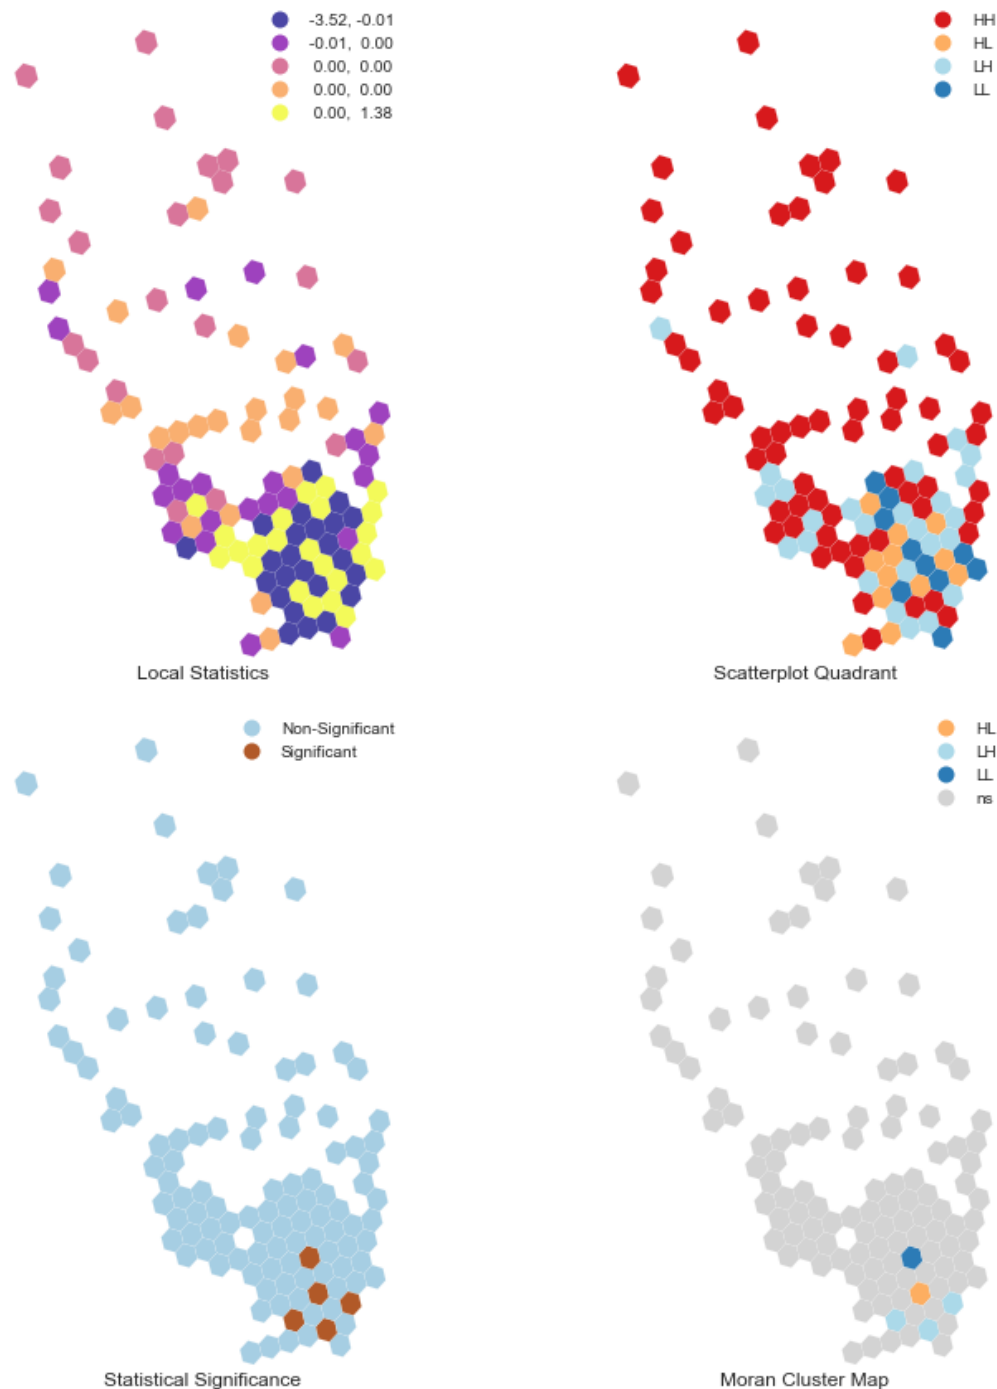 -3.52, -0.01
-0.01, 0.00
0.00, 0.00
0.00, 0.00
0.00, 1.38
Local Statistics
HH
HL
LH
LL
Scatterplot Quadrant
Non-Significant
Significant
Statistical Significance
HL
LH
LL
ns
Moran Cluster Map